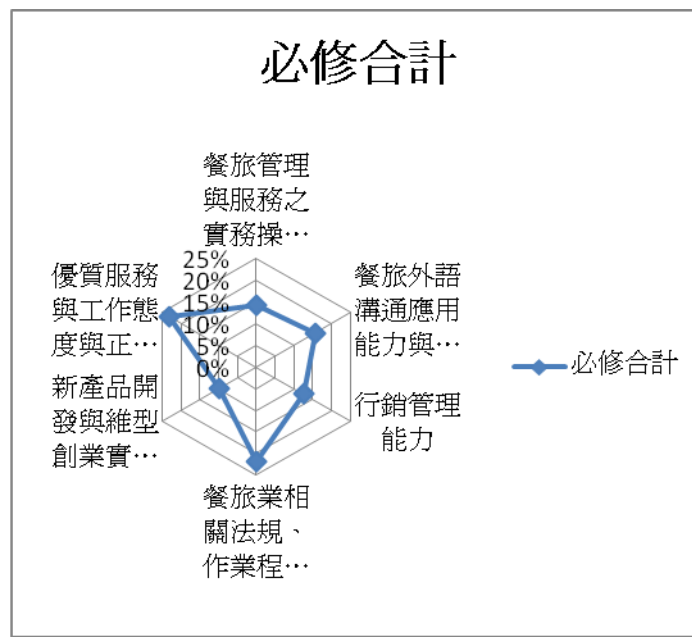 必修合計
餐旅管理
與服務之
實務操…
25%
20%
15%
10%
5%
0%
優質服務
與工作態
度與正…
餐旅外語
溝通應用
能力與…
必修合計
新產品開
發與維型
創業實…
行銷管理
能力
餐旅業相
關法規、
作業程…